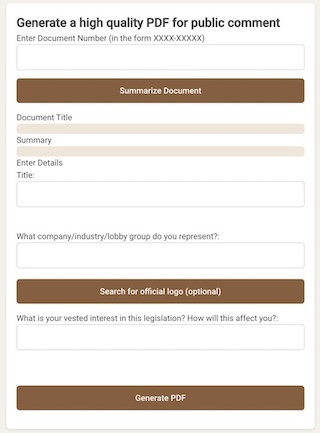 Generate a high quality PDF for public comment
Enter Document Number (in the form XXXX-XXXXX)
Summarize Document
Document Title
Summary
Enter Details
Title:
What company/industry/lobby group do you represent?:
Search for official logo (optional)
What is your vested interest in this legislation? How will this affect you?:
Generate PDF